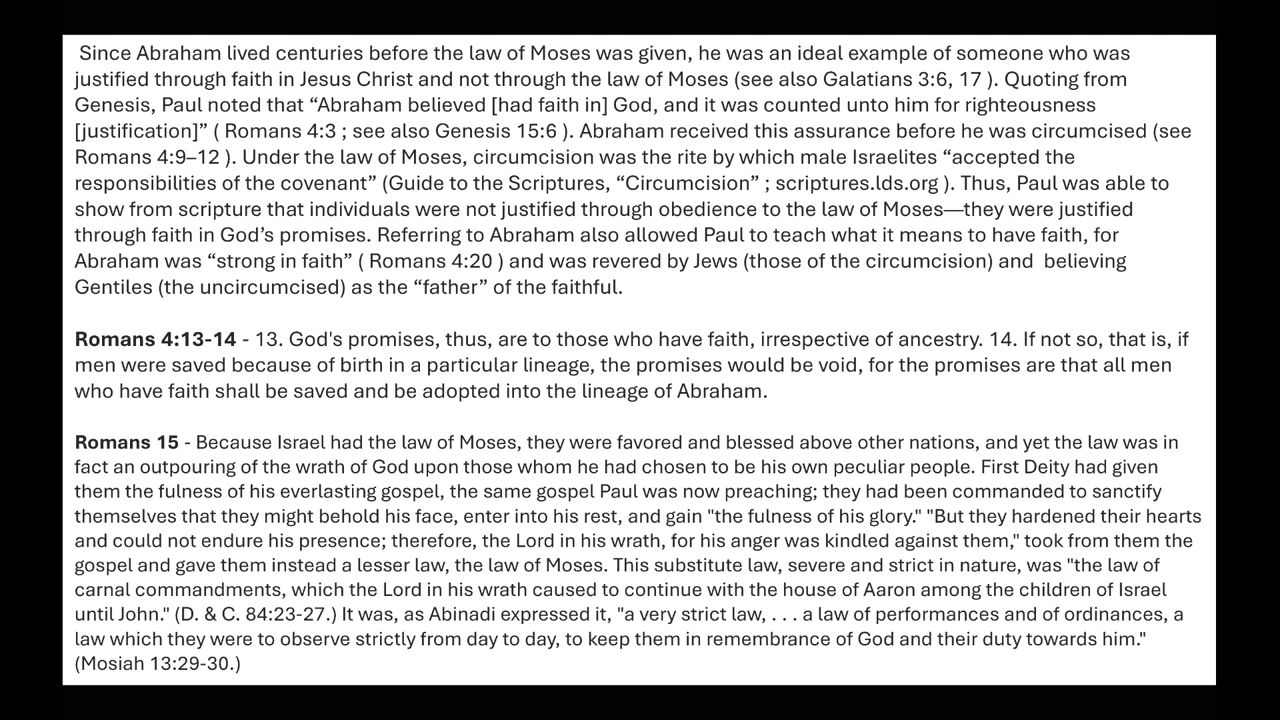 Since Abraham lived centuries before the law of Moses was given, he was an ideal example of someone who was
justified through faith in Jesus Christ and not through the law of Moses (see also Galatians 3:6, 17 ). Quoting from
Genesis, Paul noted that “Abraham believed [had faith in] God, and it was counted unto him for righteousness
[justification]” ( Romans 4:3 ; see also Genesis 15:6 ). Abraham received this assurance before he was circumcised (see
Romans 4:9–12 ). Under the law of Moses, circumcision was the rite by which male Israelites “accepted the
responsibilities of the covenant” (Guide to the Scriptures, “Circumcision” ; scriptures.lds.org ). Thus, Paul was able to
show from scripture that individuals were not justified through obedience to the law of Moses—they were justified
through faith in God’s promises. Referring to Abraham also allowed Paul to teach what it means to have faith, for
Abraham was “strong in faith” ( Romans 4:20 ) and was revered by Jews (those of the circumcision) and  believing
Gentiles (the uncircumcised) as the “father” of the faithful.
Romans 4:13-14 - 13. God's promises, thus, are to those who have faith, irrespective of ancestry. 14. If not so, that is, if
men were saved because of birth in a particular lineage, the promises would be void, for the promises are that all men
who have faith shall be saved and be adopted into the lineage of Abraham.
Romans 15 - Because Israel had the law of Moses, they were favored and blessed above other nations, and yet the law was in
fact an outpouring of the wrath of God upon those whom he had chosen to be his own peculiar people. First Deity had given
them the fulness of his everlasting gospel, the same gospel Paul was now preaching; they had been commanded to sanctify
themselves that they might behold his face, enter into his rest, and gain "the fulness of his glory." "But they hardened their hearts
and could not endure his presence; therefore, the Lord in his wrath, for his anger was kindled against them," took from them the
gospel and gave them instead a lesser law, the law of Moses. This substitute law, severe and strict in nature, was "the law of
carnal commandments, which the Lord in his wrath caused to continue with the house of Aaron among the children of Israel
until John." (D. & C. 84:23-27.) It was, as Abinadi expressed it, "a very strict law, . . . a law of performances and of ordinances, a
law which they were to observe strictly from day to day, to keep them in remembrance of God and their duty towards him."
(Mosiah 13:29-30.)